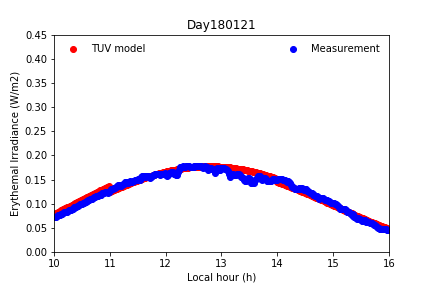 Day180121
TUV model
Measurement
Erythemal Irradiance (W/m2)
0.45
0.40
0.35
0.30
0.25
0.20
0.15
0.10
0.05
0.00
10 11 12 13 14 15 16
Local hour (h)